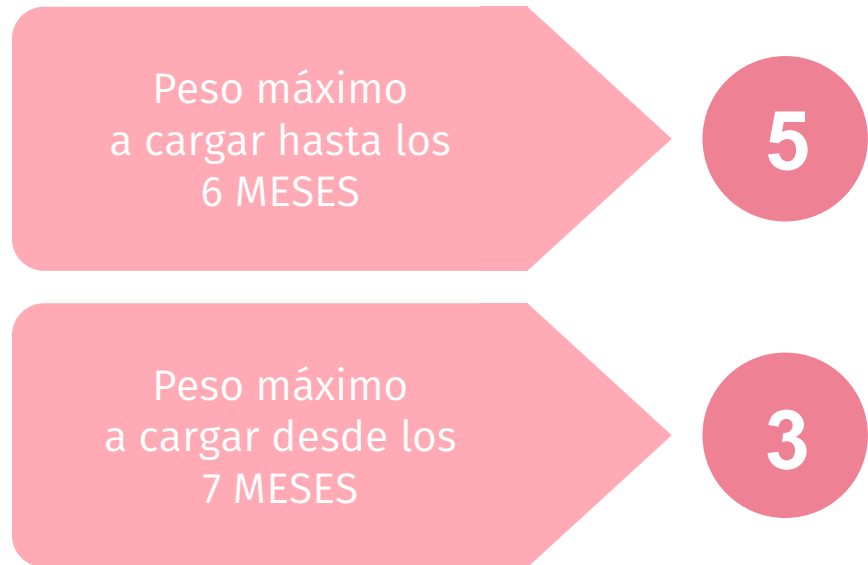 Peso máximo
a cargar hasta los
6 MESES
5
Peso máximo
a cargar desde los
7 MESES
3